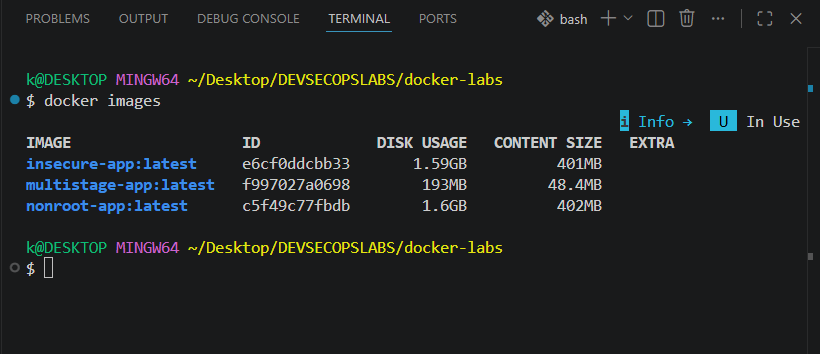 PROBLEMS OUTPUT DEBUG CONSOLE TERMINAL PORTS bash
k@DESKTOP MINGW64 ~/Desktop/DEVSECOPSLABS/docker-labs
$ docker images
i Info → U In Use
IMAGE ID DISK USAGE CONTENT SIZE EXTRA
insecure-app:latest e6cf0ddcbb33 1.59GB 401MB
multistage-app:latest f997027a0698 193MB 48.4MB
nonroot-app:latest c5f49c77fbdb 1.6GB 402MB
k@DESKTOP MINGW64 ~/Desktop/DEVSECOPSLABS/docker-labs
$